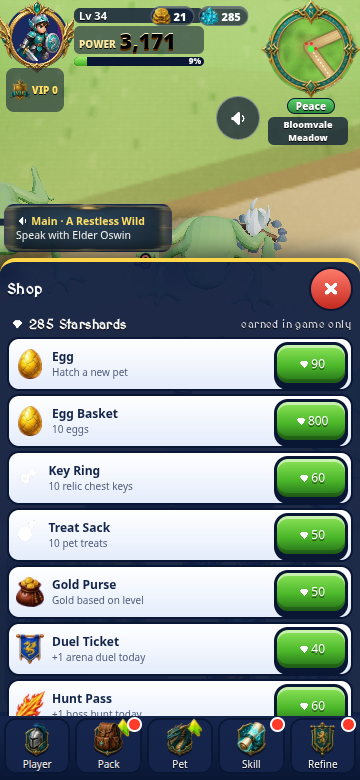 Lv 34
21
285
POWER 3,171
9%
VIP 0
Peace
Bloomvale
Meadow
Main · A Restless Wild
Speak with Elder Oswin
Shop
285 Starshards
earned in game only
Egg
Hatch a new pet
90
Egg Basket
10 eggs
800
Key Ring
10 relic chest keys
60
Treat Sack
10 pet treats
50
Gold Purse
Gold based on level
50
Duel Ticket
+1 arena duel today
40
Hunt Pass
+1 boss hunt today
60
Player
Pack
Pet
Skill
Refine